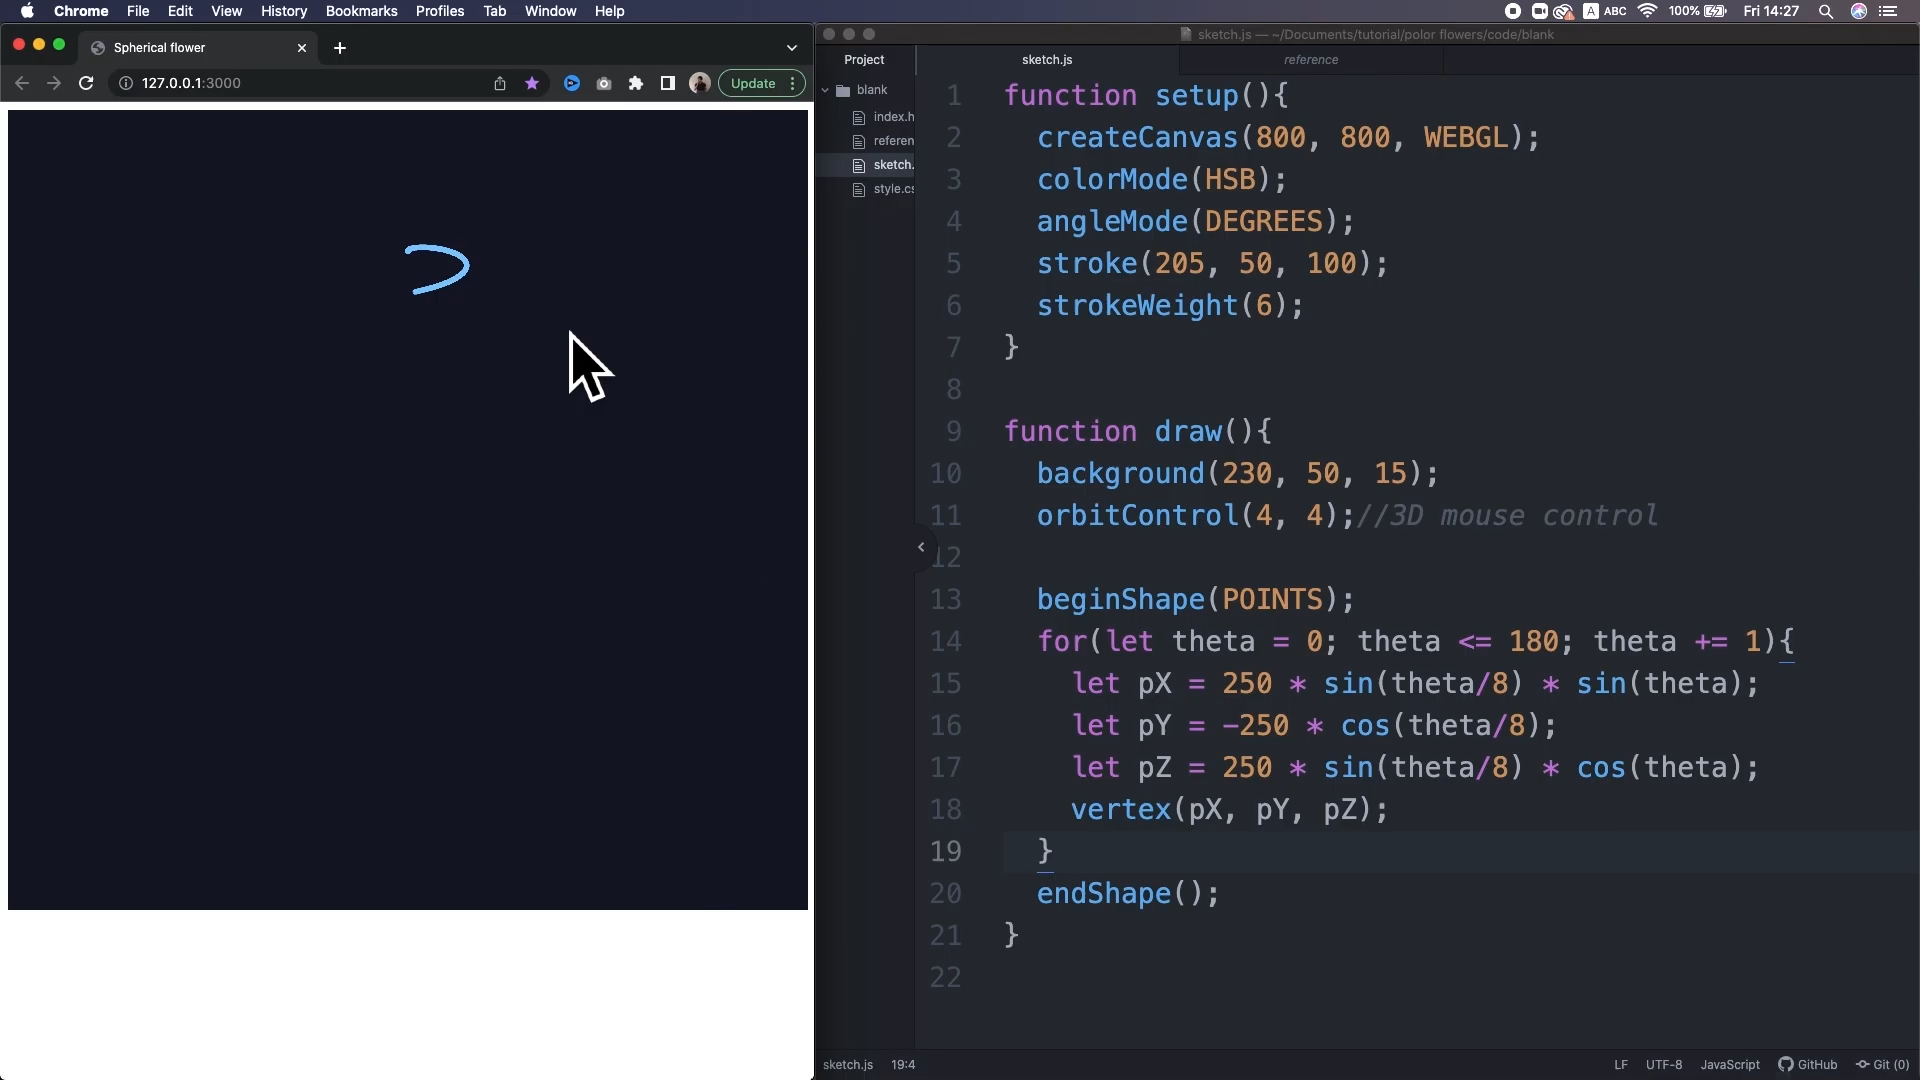 Chrome File Edit View History Bookmarks Profiles Tab Window Help
A ABC 100% Fri 14:27
Spherical flower
127.0.0.1:3000
Update
sketch.js — ~/Documents/tutorial/polor flowers/code/blank
Project
sketch.js
reference
blank
index.h
referen
sketch.
style.cs
1 function setup(){
2 createCanvas(800, 800, WEBGL);
3 colorMode(HSB);
4 angleMode(DEGREES);
5 stroke(205, 50, 100);
6 strokeWeight(6);
7 }
8
9 function draw(){
10 background(230, 50, 15);
11 orbitControl(4, 4);//3D mouse control
12
13 beginShape(POINTS);
14 for(let theta = 0; theta <= 180; theta += 1){
15 let pX = 250 * sin(theta/8) * sin(theta);
16 let pY = -250 * cos(theta/8);
17 let pZ = 250 * sin(theta/8) * cos(theta);
18 vertex(pX, pY, pZ);
19 }
20 endShape();
21 }
22
sketch.js 19:4
LF UTF-8 JavaScript GitHub Git (0)